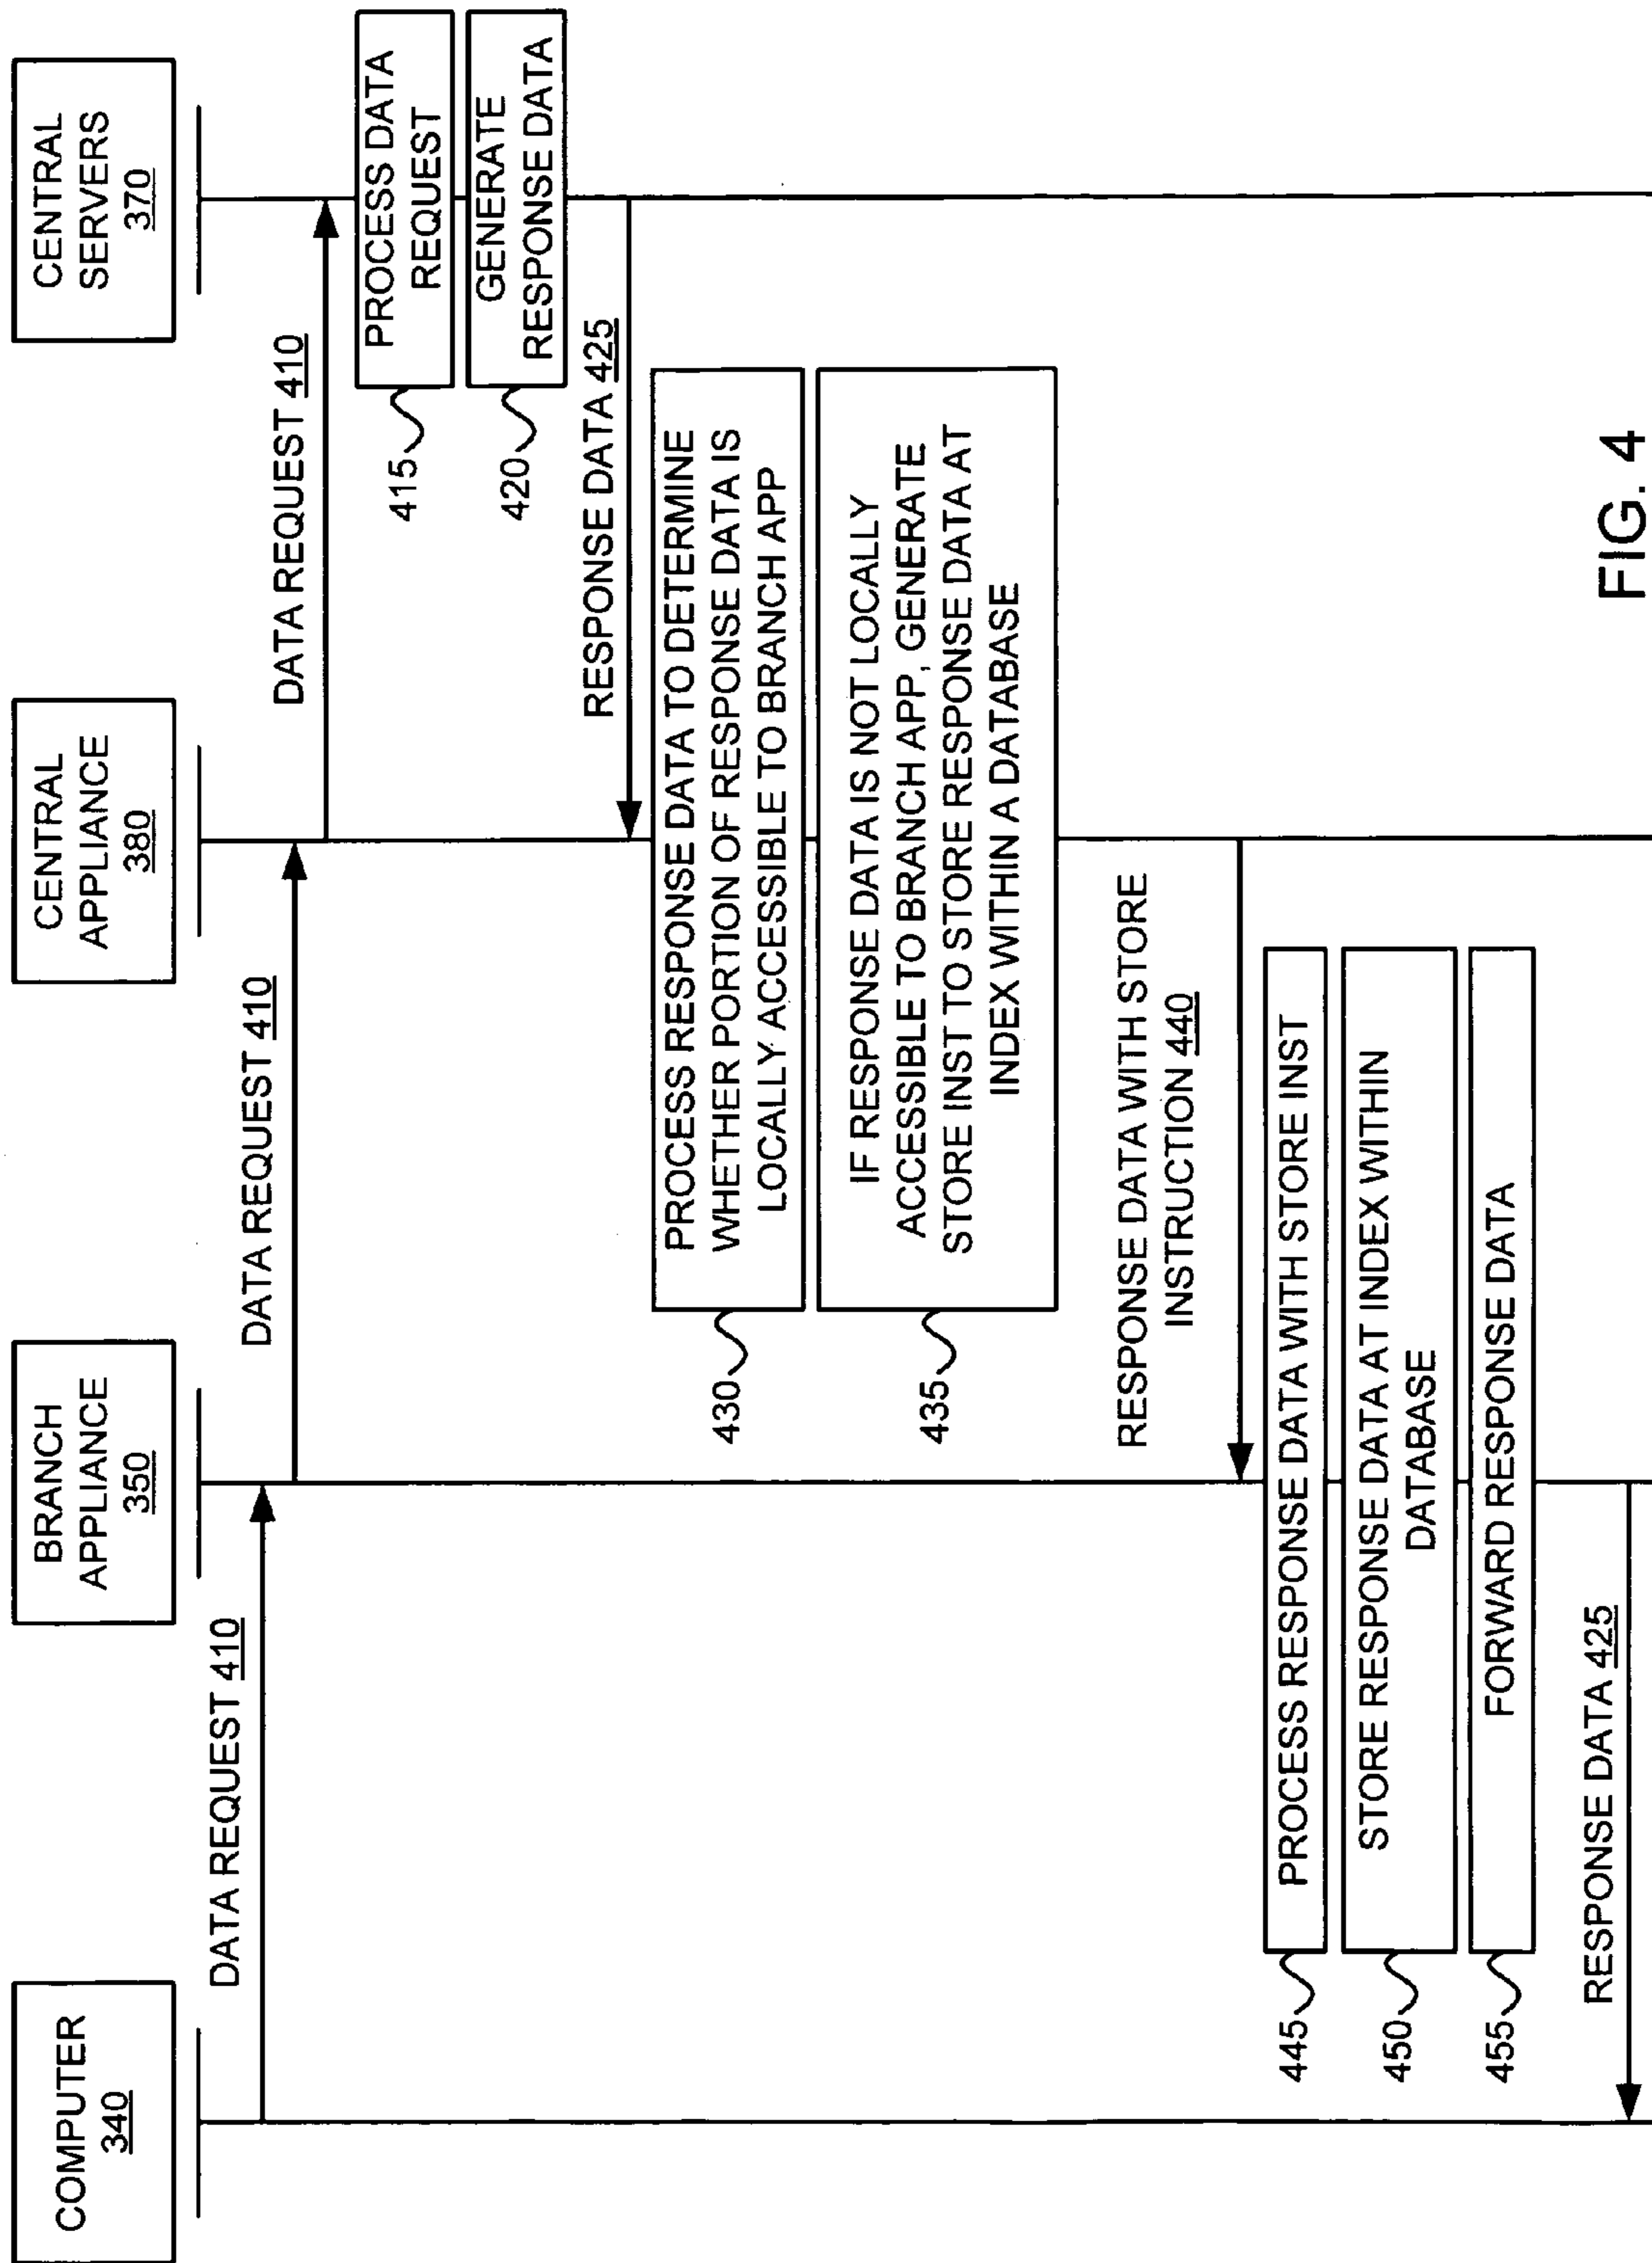 COMPUTER
340
BRANCH
APPLIANCE
350
CENTRAL
APPLIANCE
380
CENTRAL
SERVERS
370
DATA REQUEST 410
DATA REQUEST 410
DATA REQUEST 410
415
PROCESS DATA
REQUEST
420
GENERATE
RESPONSE DATA
RESPONSE DATA 425
430
PROCESS RESPONSE DATA TO DETERMINE
WHETHER PORTION OF RESPONSE DATA IS
LOCALLY ACCESSIBLE TO BRANCH APP
435
IF RESPONSE DATA IS NOT LOCALLY
ACCESSIBLE TO BRANCH APP, GENERATE
STORE INST TO STORE RESPONSE DATA AT
INDEX WITHIN A DATABASE
RESPONSE DATA WITH STORE
INSTRUCTION 440
445
PROCESS RESPONSE DATA WITH STORE INST
450
STORE RESPONSE DATA AT INDEX WITHIN
DATABASE
455
FORWARD RESPONSE DATA
RESPONSE DATA 425
FIG. 4